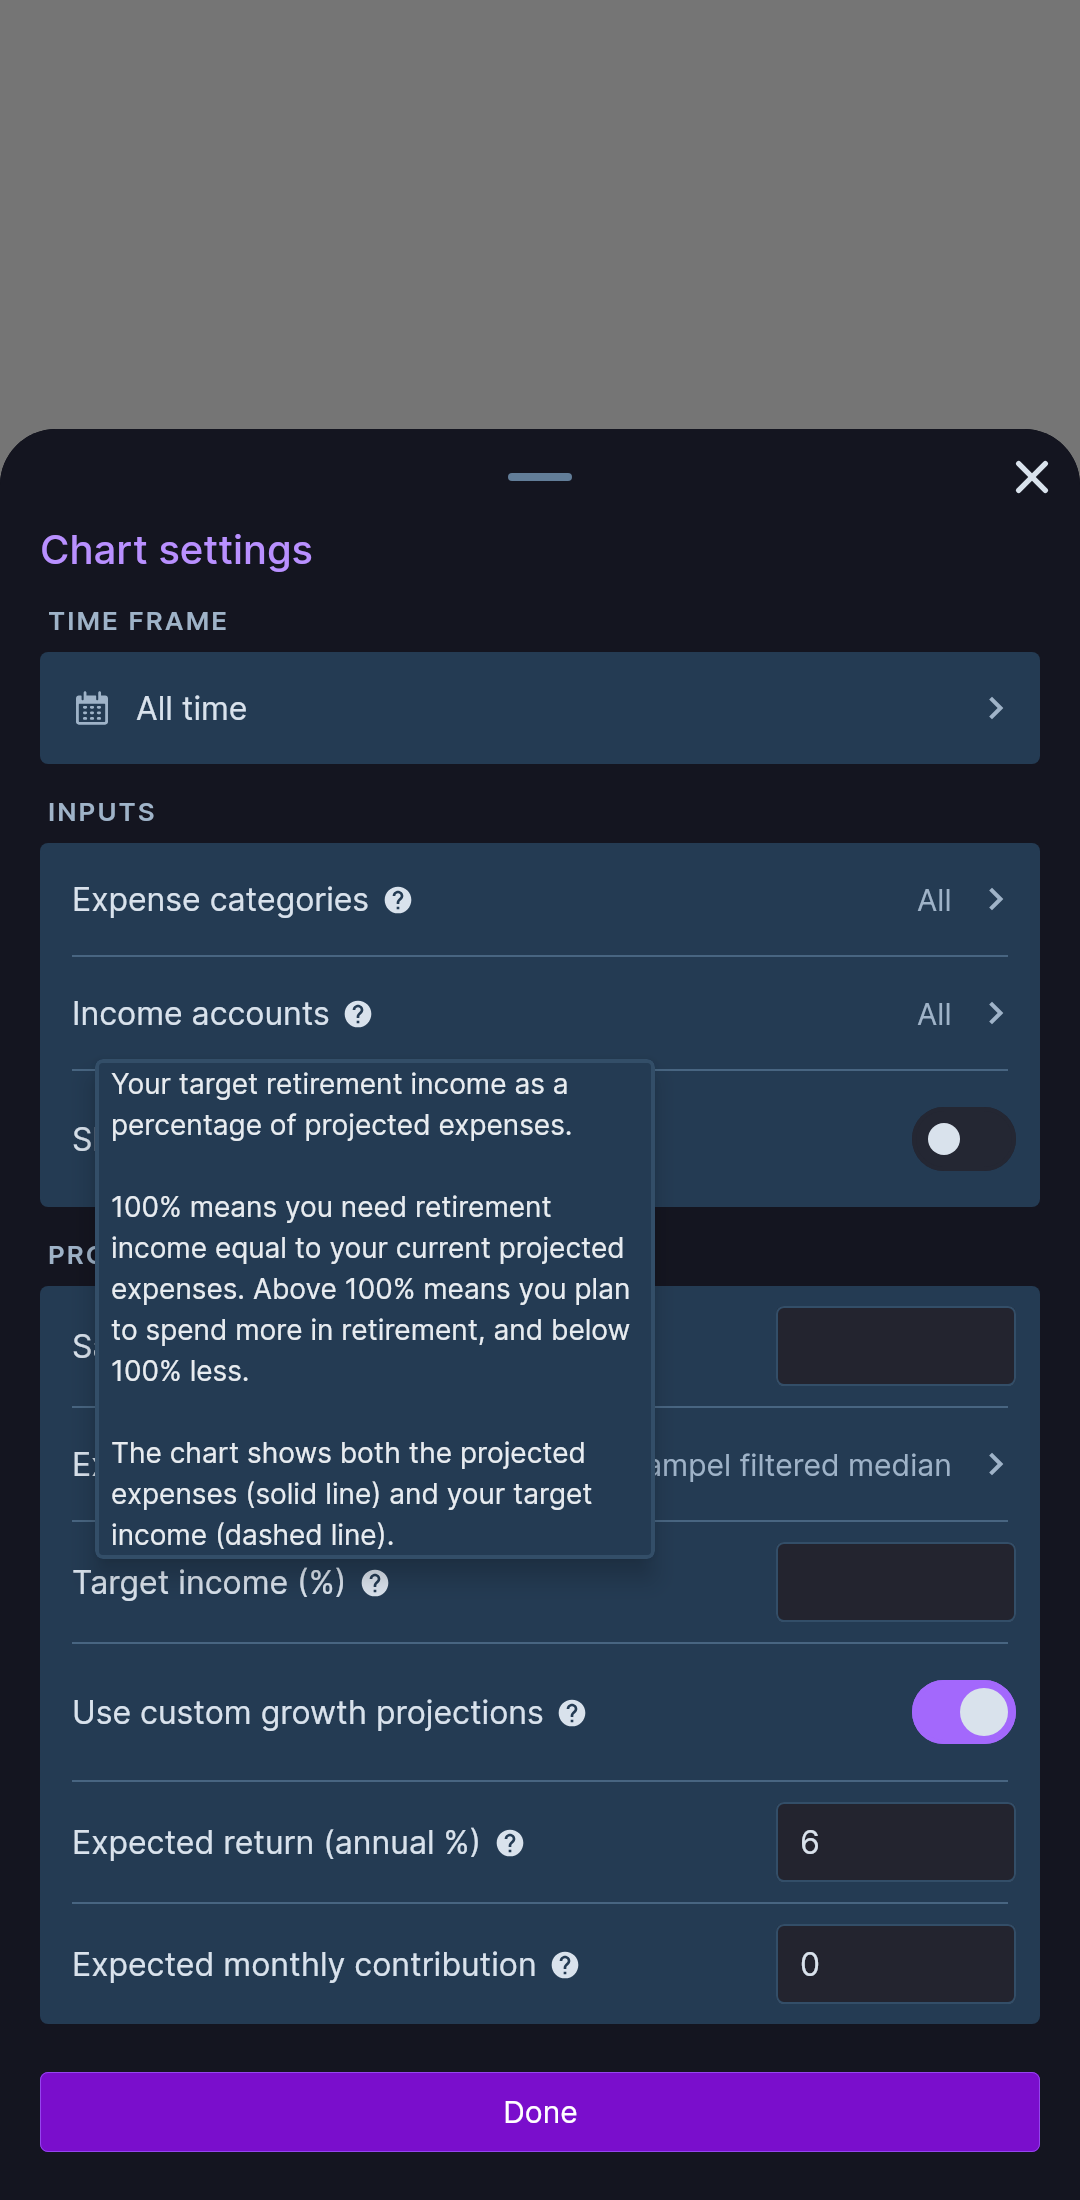 Chart settings
TIME FRAME
All time
INPUTS
Expense categories
All
Income accounts
All
Your target retirement income as a
percentage of projected expenses.
100% means you need retirement
income equal to your current projected
expenses. Above 100% means you plan
to spend more in retirement, and below
100% less.
The chart shows both the projected
expenses (solid line) and your target
income (dashed line).
filtered median
Target income (%)
Use custom growth projections
Expected return (annual %)
6
Expected monthly contribution
0
Done